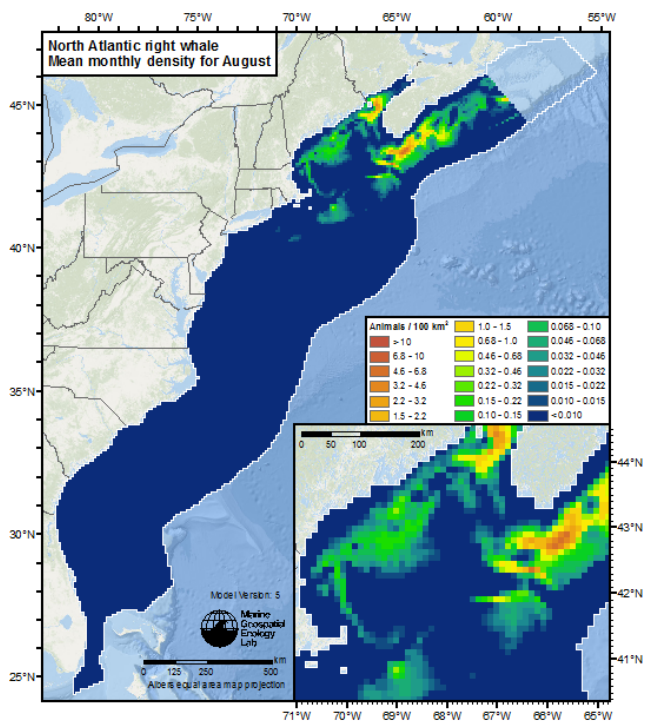 80°W 75°W 70°W 65°W 60°W 55°W
North Atlantic right whale
Mean monthly density for August
45°N
40°N
35°N
30°N
25°N
45°N
40°N
Animals / 100 km²
>10
6.8 - 10
4.6 - 6.8
3.2 - 4.6
2.2 - 3.2
1.5 - 2.2
1.0 - 1.5
0.68 - 1.0
0.46 - 0.68
0.32 - 0.46
0.22 - 0.32
0.15 - 0.22
0.10 - 0.15
0.068 - 0.10
0.046 - 0.068
0.032 - 0.046
0.022 - 0.032
0.015 - 0.022
0.010 - 0.015
<0.010
0 50 100 200
km
44°N
43°N
42°N
41°N
Model Version: 5
Marine
Geospatial
Ecology
Lab
km
0 125 250 500
Albers equal area map projection
71°W 70°W 69°W 68°W 67°W 66°W 65°W